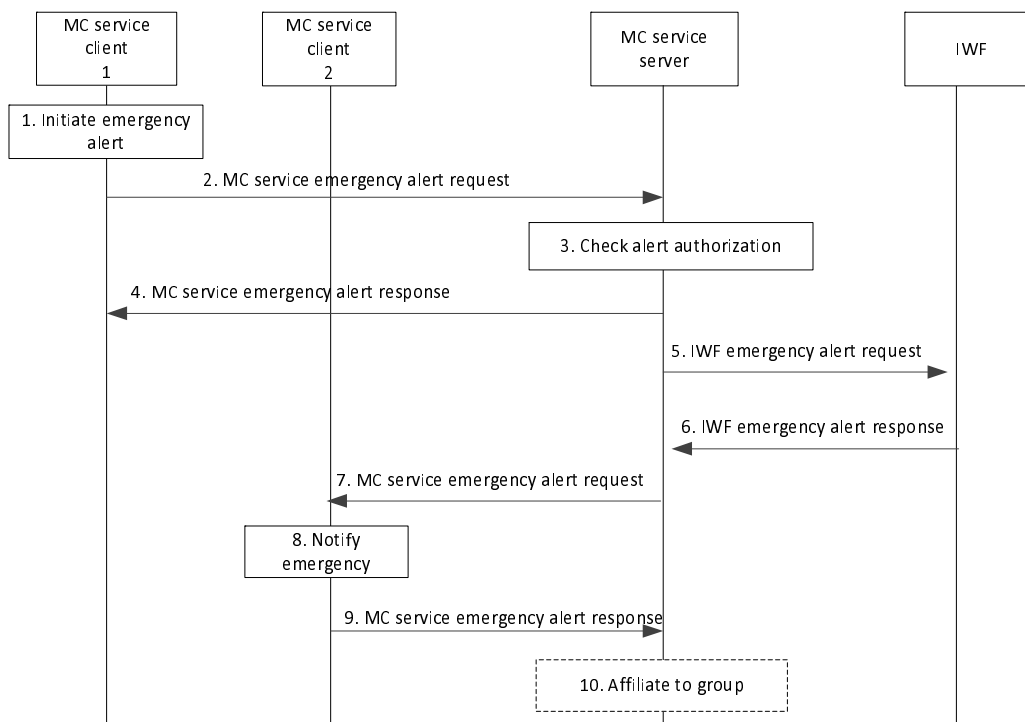 MC service
client
1
MC service
client
2
MC service
server
IWF
1. Initiate emergency
alert
2. MC service emergency alert request
3. Check alert authorization
4. MC service emergency alert response
5. IWF emergency alert request
6. IWF emergency alert response
7. MC service emergency alert request
8. Notify
emergency
9. MC service emergency alert response
10. Affiliate to group